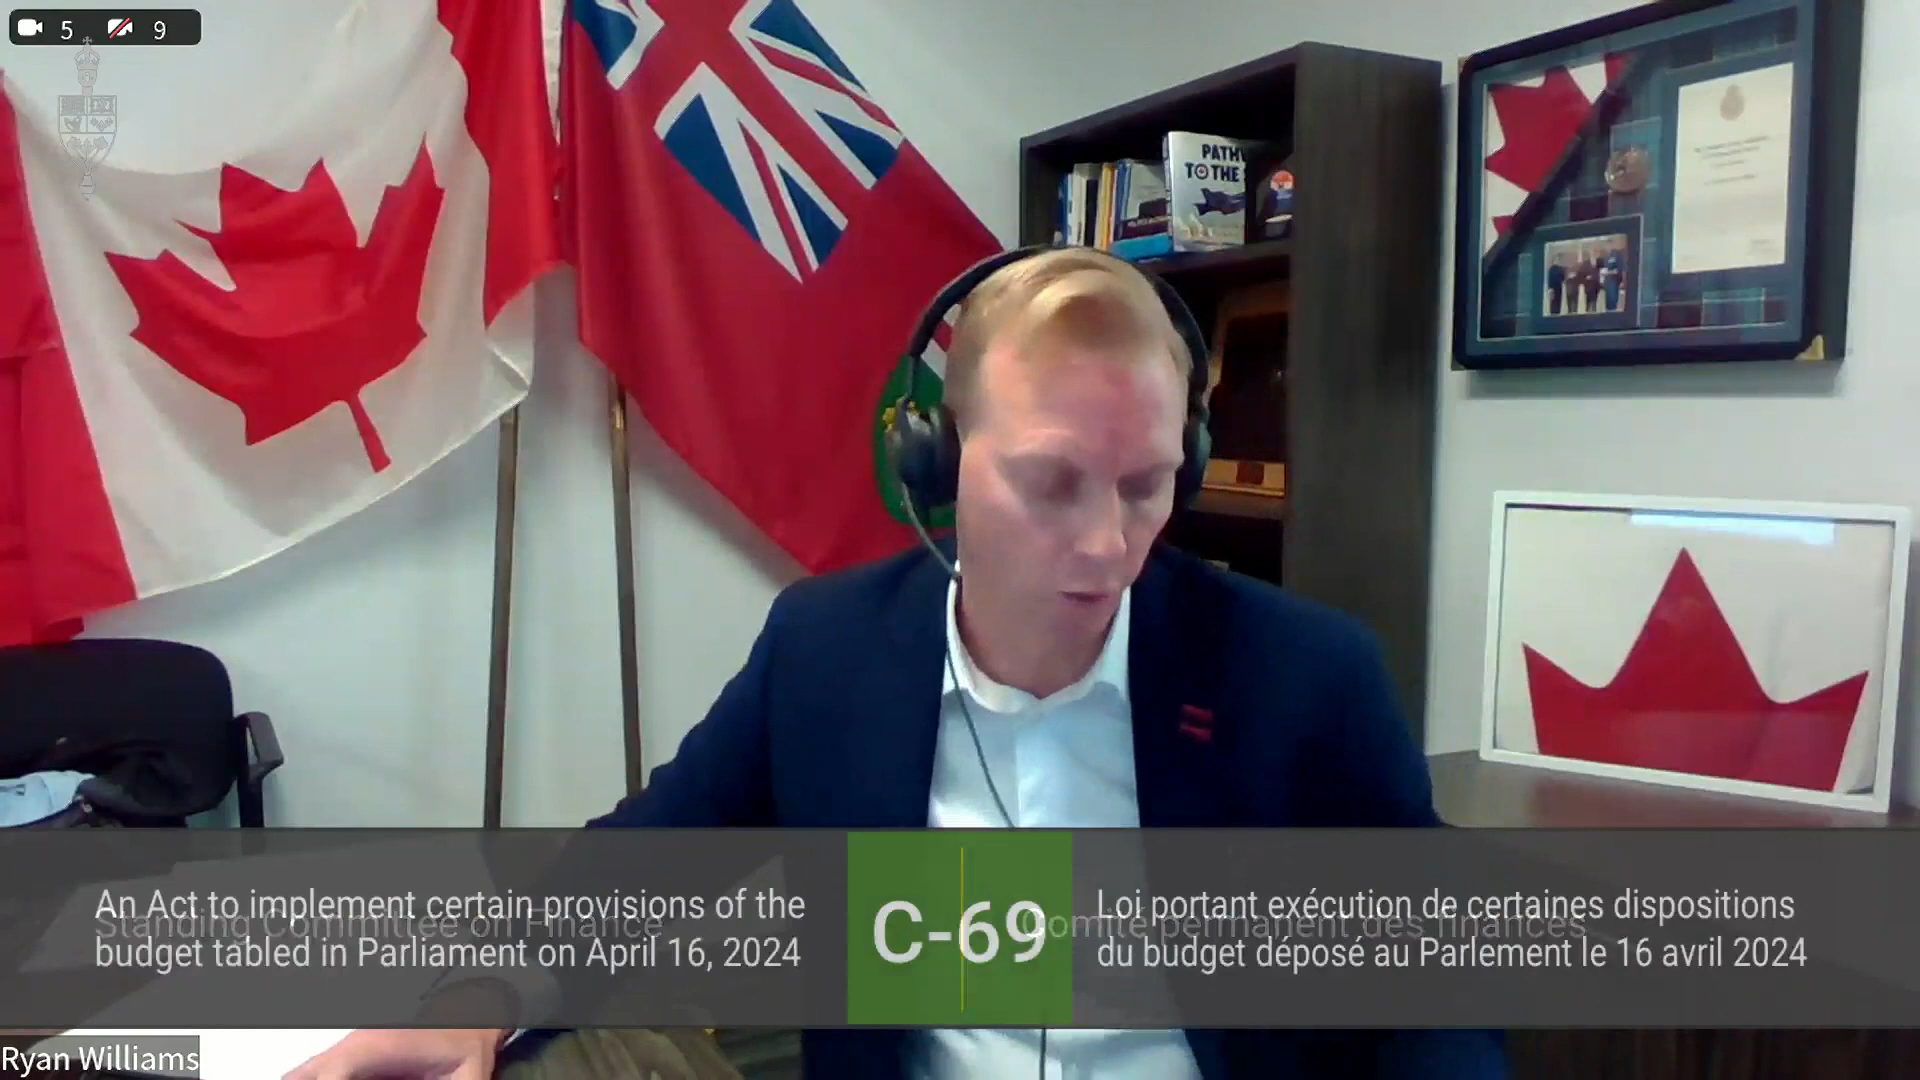 5 9
PATHW
TO THE S
An Act to implement certain provisions of the
budget tabled in Parliament on April 16, 2024
Standing Committee on Finance
C-69
Loi portant exécution de certaines dispositions
du budget déposé au Parlement le 16 avril 2024
Comité permanent des finances
Ryan Williams